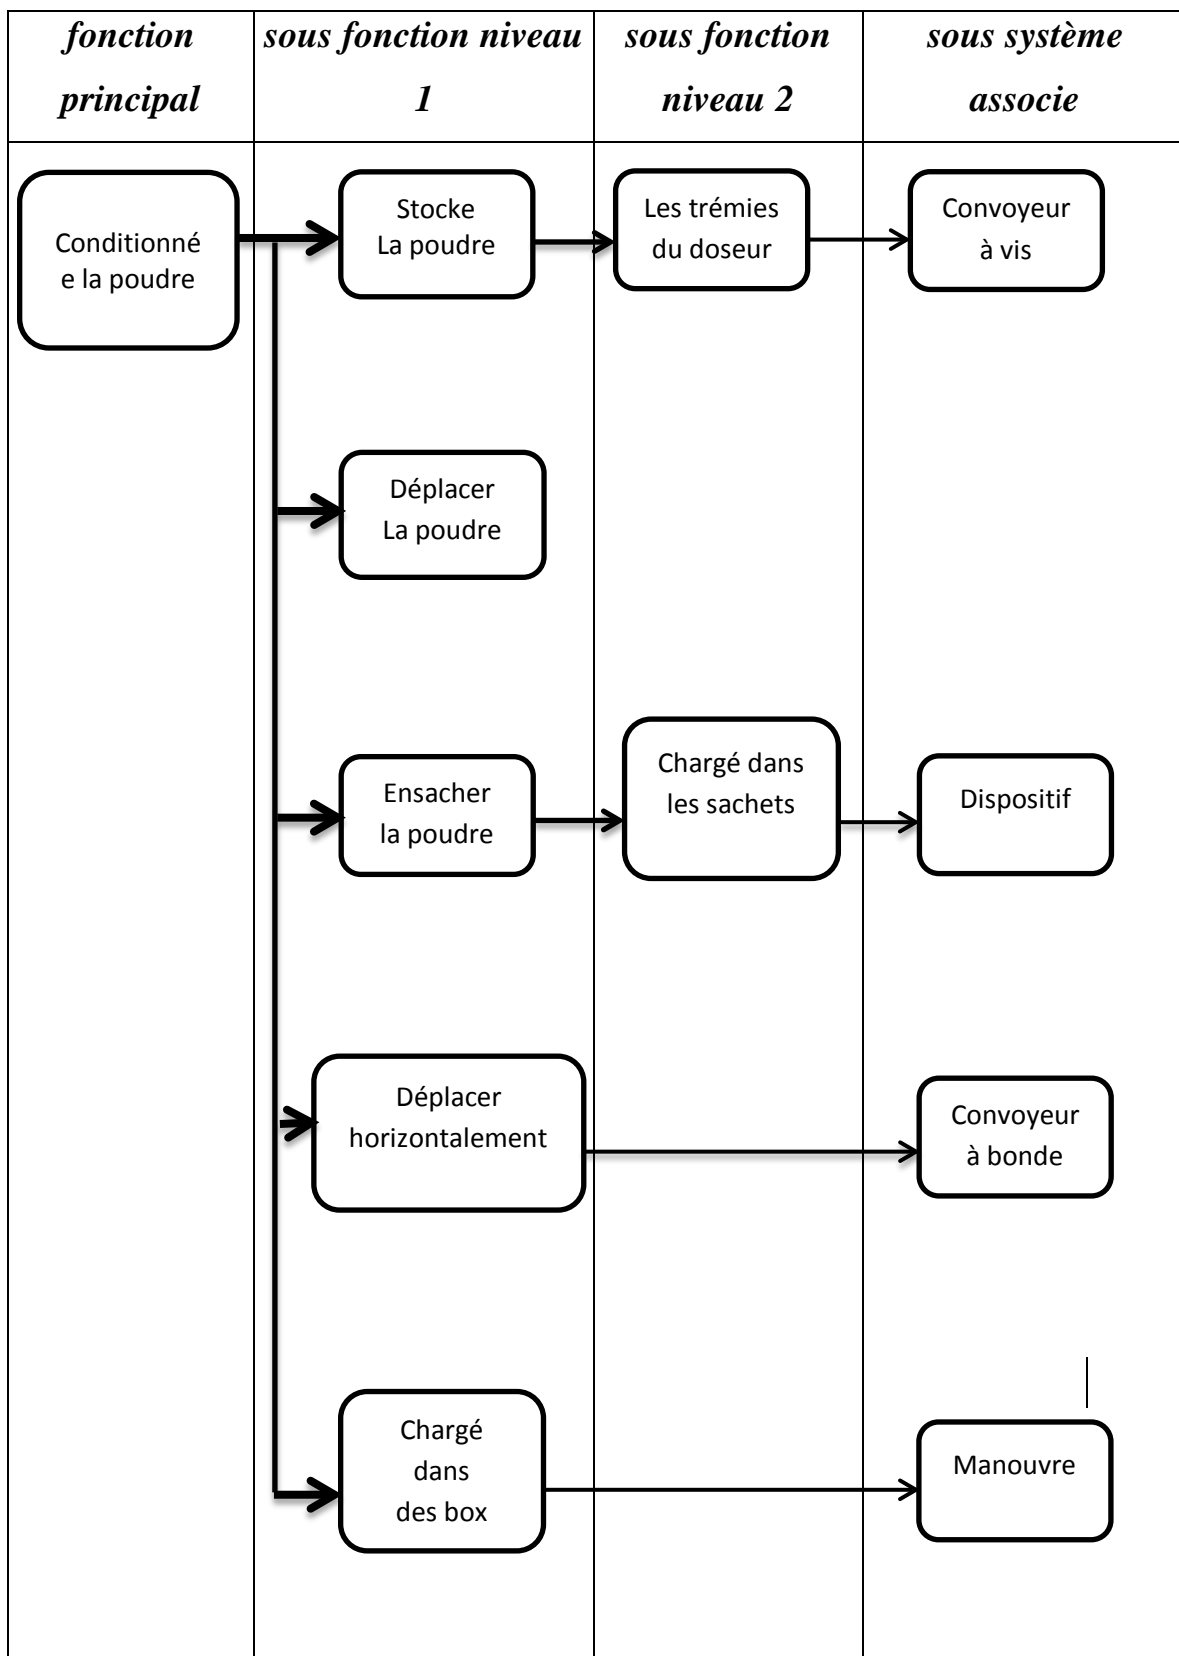 fonction
principal
sous fonction niveau
1
sous fonction
niveau 2
sous système
associe
Conditionné
e la poudre
Stocke
La poudre
Les trémies
du doseur
Convoyeur
à vis
Déplacer
La poudre
Ensacher
la poudre
Chargé dans
les sachets
Dispositif
Déplacer
horizontalement
Convoyeur
à bonde
Chargé
dans
des box
Manouvre